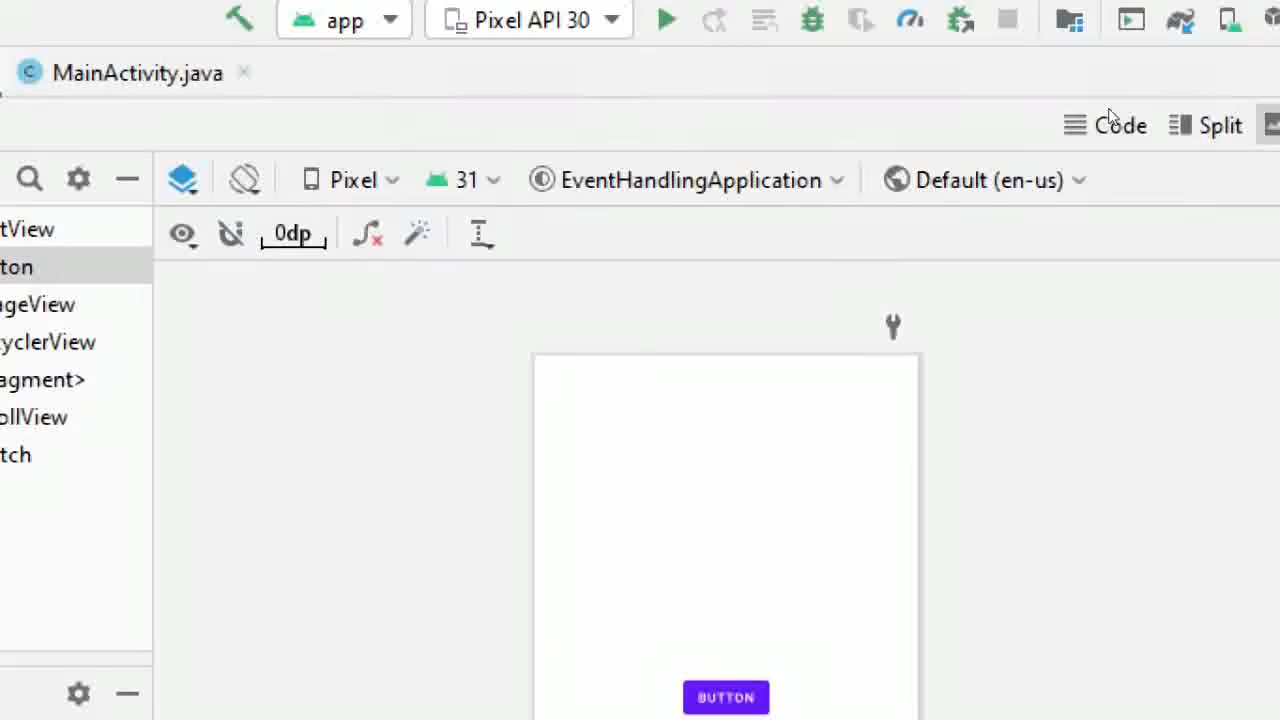 app
Pixel API 30
C MainActivity.java
Code
Split
Pixel
31
EventHandlingApplication
Default (en-us)
tView
0dp
ton
ageView
cyclerView
agment>
ollView
tch
BUTTON